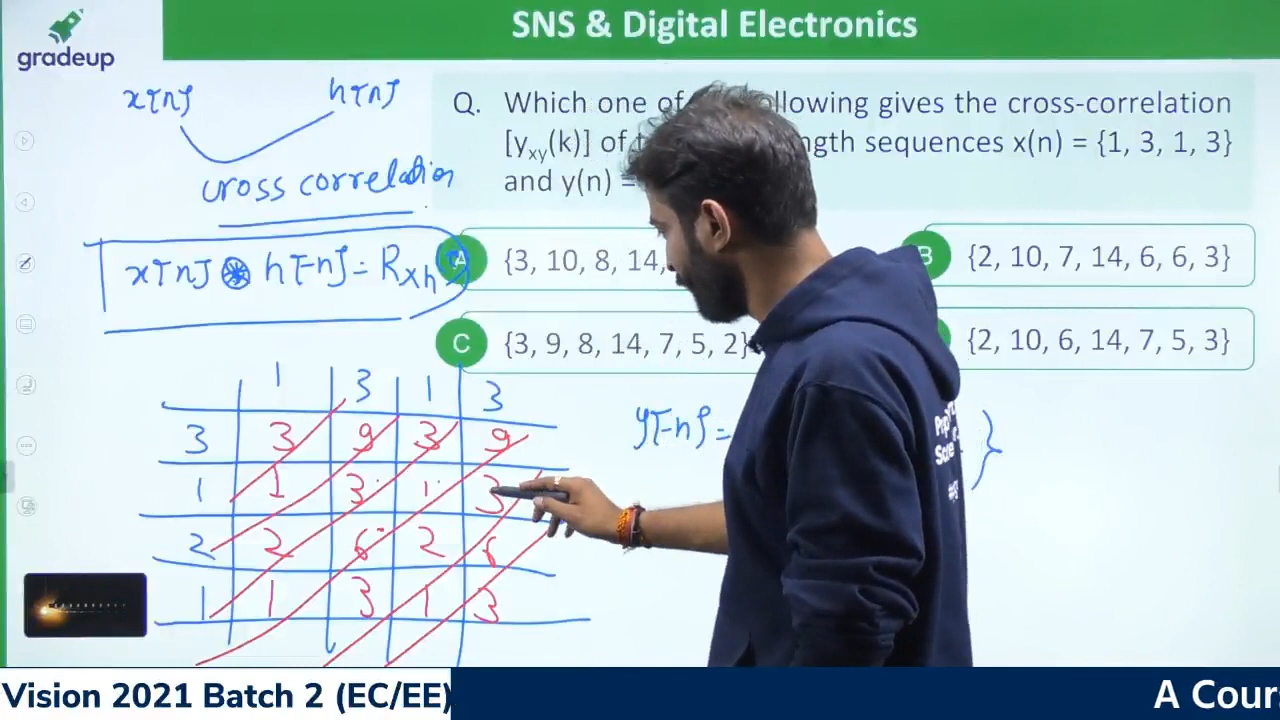 gradeup
SNS & Digital Electronics
x[n] h[n]
cross correlation
x[n] ⊛ h[-n] = Rxh
Q. Which one of llowing gives the cross-correlation
[yxy(k)] of ngth sequences x(n) = {1, 3, 1, 3}
and y(n) =
A {3, 10, 8, 14,
B {2, 10, 7, 14, 6, 6, 3}
C {3, 9, 8, 14, 7, 5, 2}
{2, 10, 6, 14, 7, 5, 3}
1 3 1 3
3 3 9 3 9
1 1 3 1 3
2 2 6 2 6
1 1 3 1 3
y[-n] = }
Vision 2021 Batch 2 (EC/EE)
A Cour